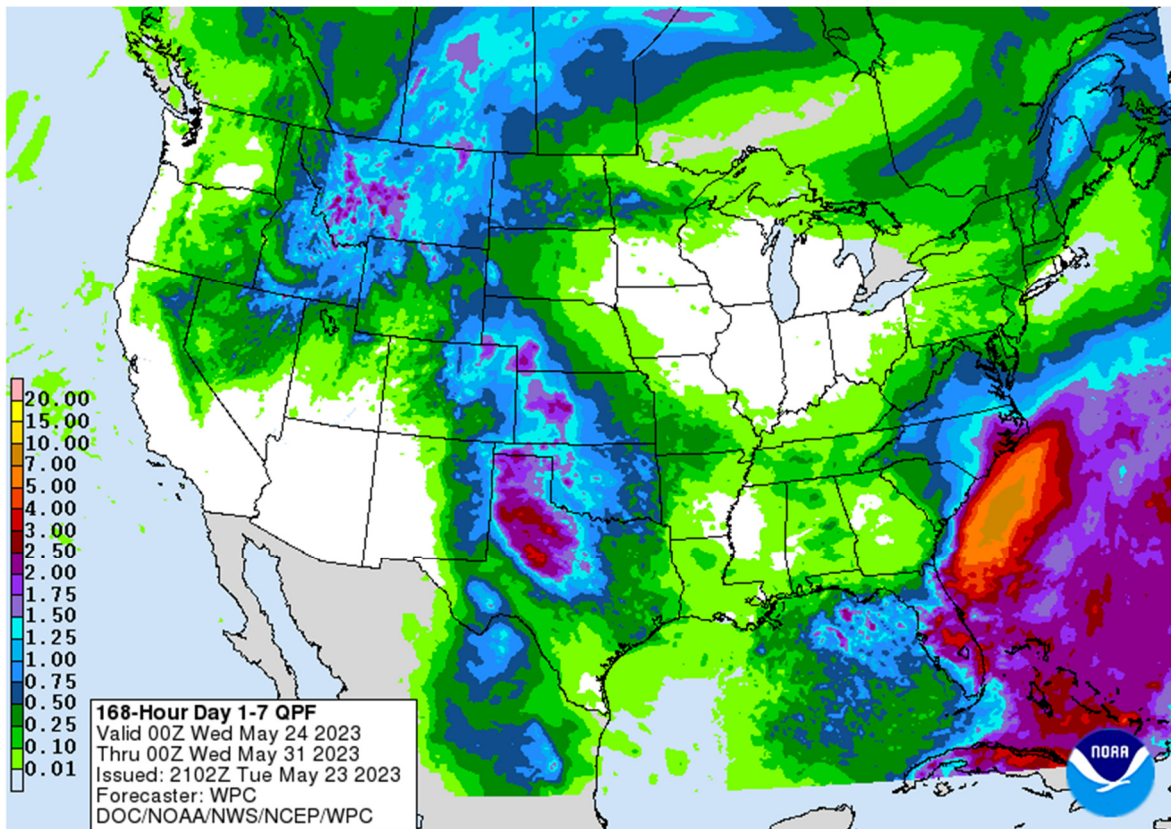 20.00
15.00
10.00
7.00
5.00
4.00
3.00
2.50
2.00
1.75
1.50
1.25
1.00
0.75
0.50
0.25
0.10
0.01
168-Hour Day 1-7 QPF
Valid 00Z Wed May 24 2023
Thru 00Z Wed May 31 2023
Issued: 2102Z Tue May 23 2023
Forecaster: WPC
DOC/NOAA/NWS/NCEP/WPC
NOAA